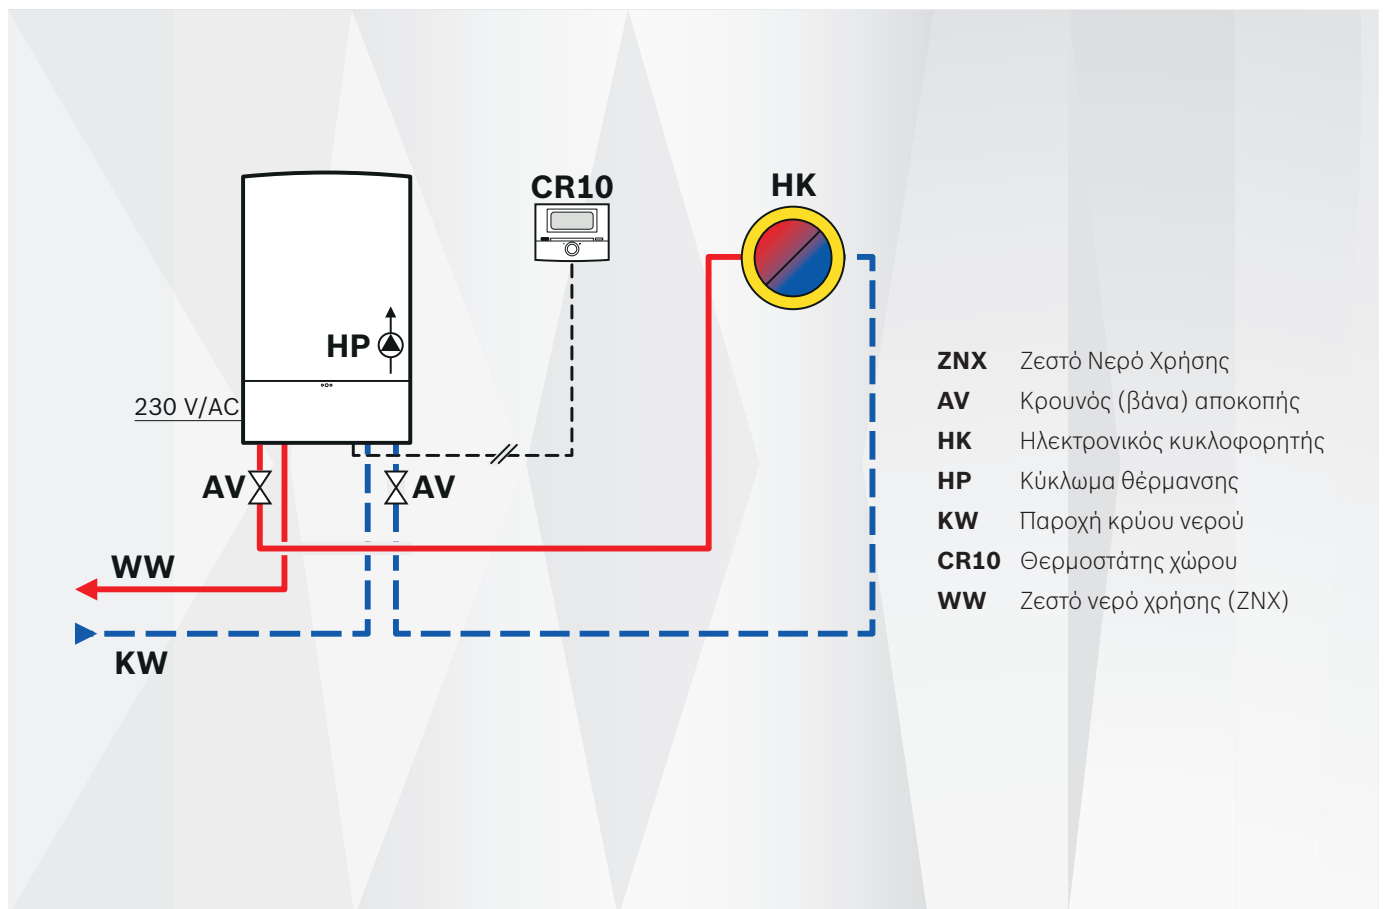 CR10
HK
HP
230 V/AC
AV
AV
WW
KW
ZNX Ζεστό Νερό Χρήσης
AV Κρουνός (βάνα) αποκοπής
HK Ηλεκτρονικός κυκλοφορητής
HP Κύκλωμα θέρμανσης
KW Παροχή κρύου νερού
CR10 Θερμοστάτης χώρου
WW Ζεστό νερό χρήσης (ΖΝΧ)